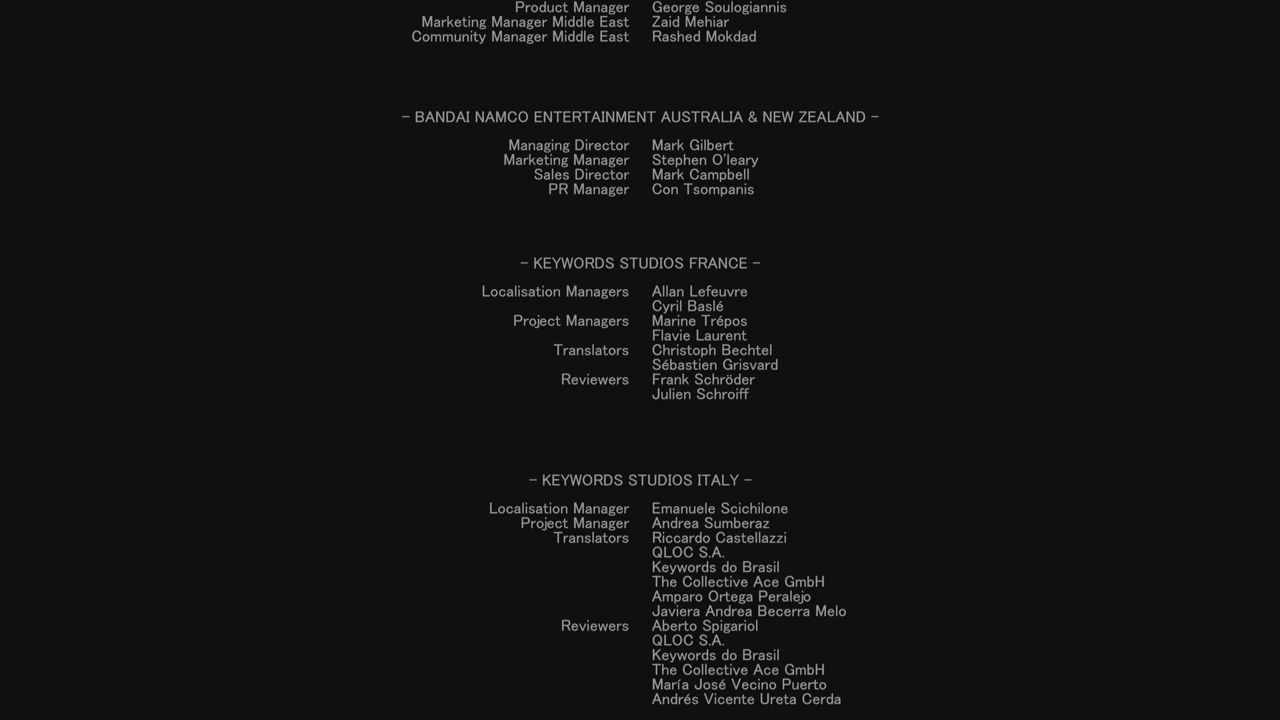 Product Manager George Soulogiannis
Marketing Manager Middle East Zaid Mehiar
Community Manager Middle East Rashed Mokdad
– BANDAI NAMCO ENTERTAINMENT AUSTRALIA & NEW ZEALAND –
Managing Director Mark Gilbert
Marketing Manager Stephen O'leary
Sales Director Mark Campbell
PR Manager Con Tsompanis
– KEYWORDS STUDIOS FRANCE –
Localisation Managers Allan Lefeuvre
Cyril Baslé
Project Managers Marine Trépos
Flavie Laurent
Translators Christoph Bechtel
Sébastien Grisvard
Reviewers Frank Schröder
Julien Schroiff
– KEYWORDS STUDIOS ITALY –
Localisation Manager Emanuele Scichilone
Project Manager Andrea Sumberaz
Translators Riccardo Castellazzi
QLOC S.A.
Keywords do Brasil
The Collective Ace GmbH
Amparo Ortega Peralejo
Javiera Andrea Becerra Melo
Reviewers Aberto Spigariol
QLOC S.A.
Keywords do Brasil
The Collective Ace GmbH
María José Vecino Puerto
Andrés Vicente Ureta Cerda